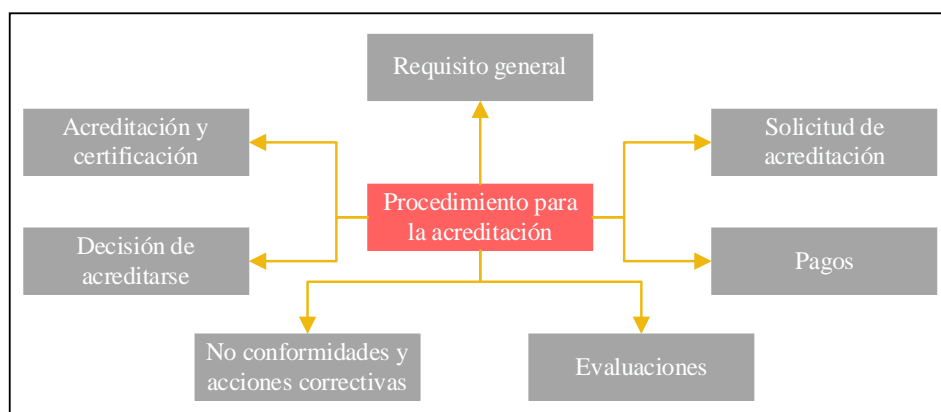 Requisito general
Acreditación y
certificación
Solicitud de
acreditación
Procedimiento para
la acreditación
Decisión de
acreditarse
Pagos
No conformidades y
acciones correctivas
Evaluaciones